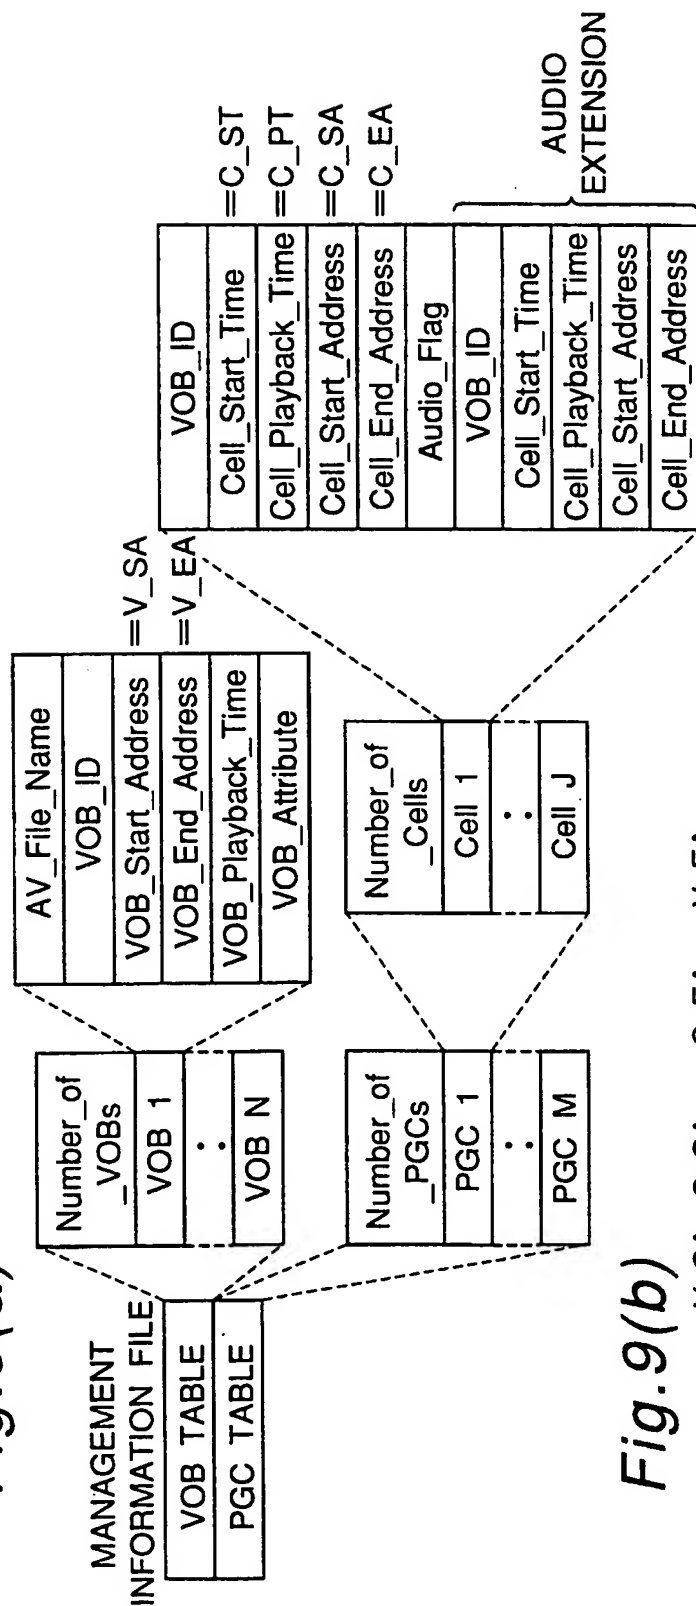 MANAGEMENT
INFORMATION FILE
VOB TABLE
PGC TABLE
Number_of
_VOBs
VOB 1
VOB N
AV_File_Name
VOB_ID
VOB_Start_Address
=V_SA
VOB_End_Address
=V_EA
VOB_Playback_Time
VOB_Attribute
Number_of
_PGCs
PGC 1
PGC M
Number_of
_Cells
Cell 1
Cell J
VOB_ID
Cell_Start_Time
=C_ST
Cell_Playback_Time
=C_PT
Cell_Start_Address
=C_SA
Cell_End_Address
=C_EA
Audio_Flag
VOB_ID
Cell_Start_Time
Cell_Playback_Time
Cell_Start_Address
Cell_End_Address
AUDIO
EXTENSION
Fig.9(b)